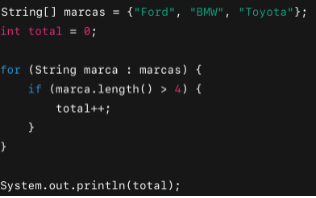 String[] marcas = {"Ford", "BMW", "Toyota"};
int total = 0;

for (String marca : marcas) {
    if (marca.length() > 4) {
        total++;
    }
}

System.out.println(total);